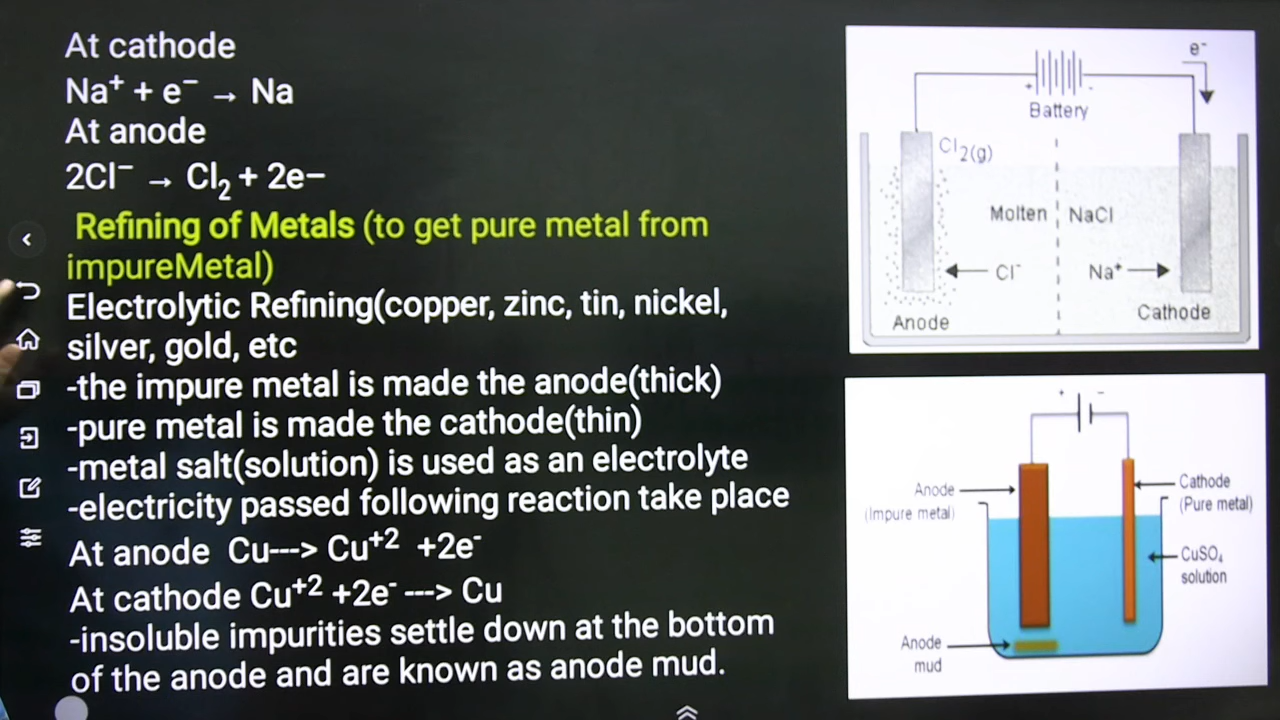 At cathode
Na⁺ + e⁻ → Na
At anode
2Cl⁻ → Cl₂ + 2e−
Refining of Metals (to get pure metal from
impureMetal)
Electrolytic Refining(copper, zinc, tin, nickel,
silver, gold, etc
-the impure metal is made the anode(thick)
-pure metal is made the cathode(thin)
-metal salt(solution) is used as an electrolyte
-electricity passed following reaction take place
At anode Cu---> Cu⁺² +2e⁻
At cathode Cu⁺² +2e⁻ ---> Cu
-insoluble impurities settle down at the bottom
of the anode and are known as anode mud.
e⁻
+ -
Battery
Cl₂(g)
Molten NaCl
Cl⁻ Na⁺
Anode
Cathode
+ −
Anode
(Impure metal)
Cathode
(Pure metal)
CuSO₄
solution
Anode
mud